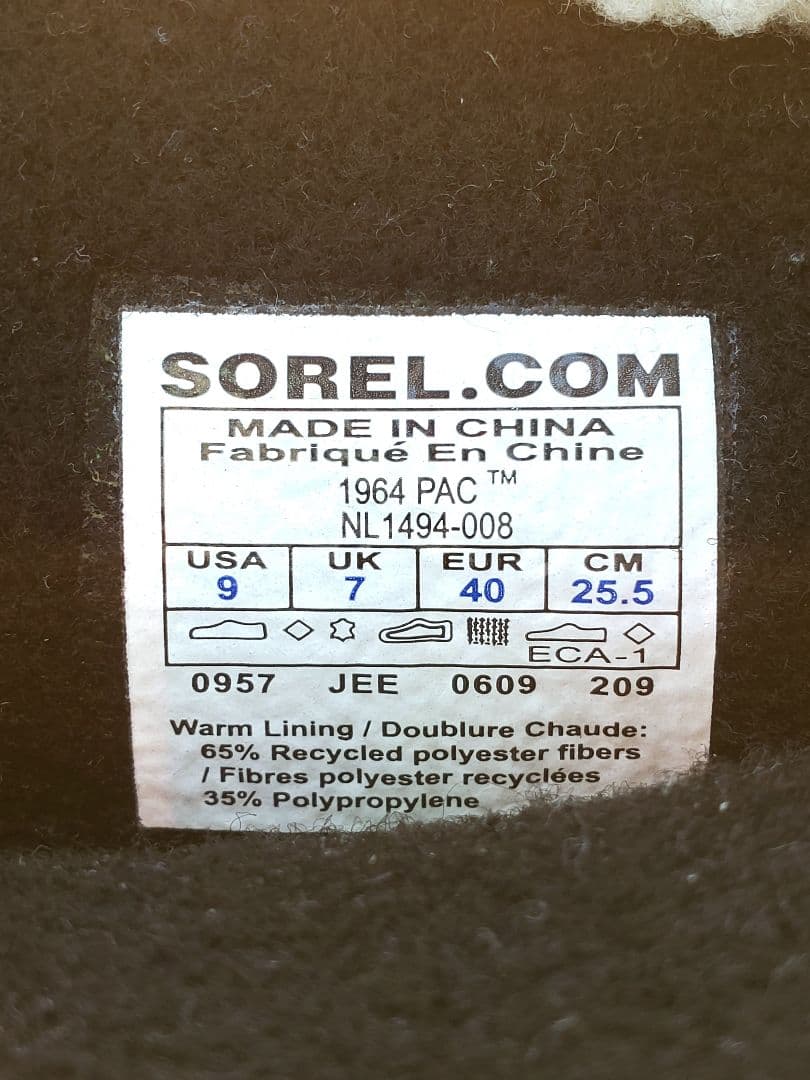 SOREL.COM
MADE IN CHINA
Fabriqué En Chine
1964 PAC™
NL1494-008
USA UK EUR CM
9 7 40 25.5
ECA-1
0957 JEE 0609 209
Warm Lining / Doublure Chaude:
65% Recycled polyester fibers
/ Fibres polyester recyclées
35% Polypropylene